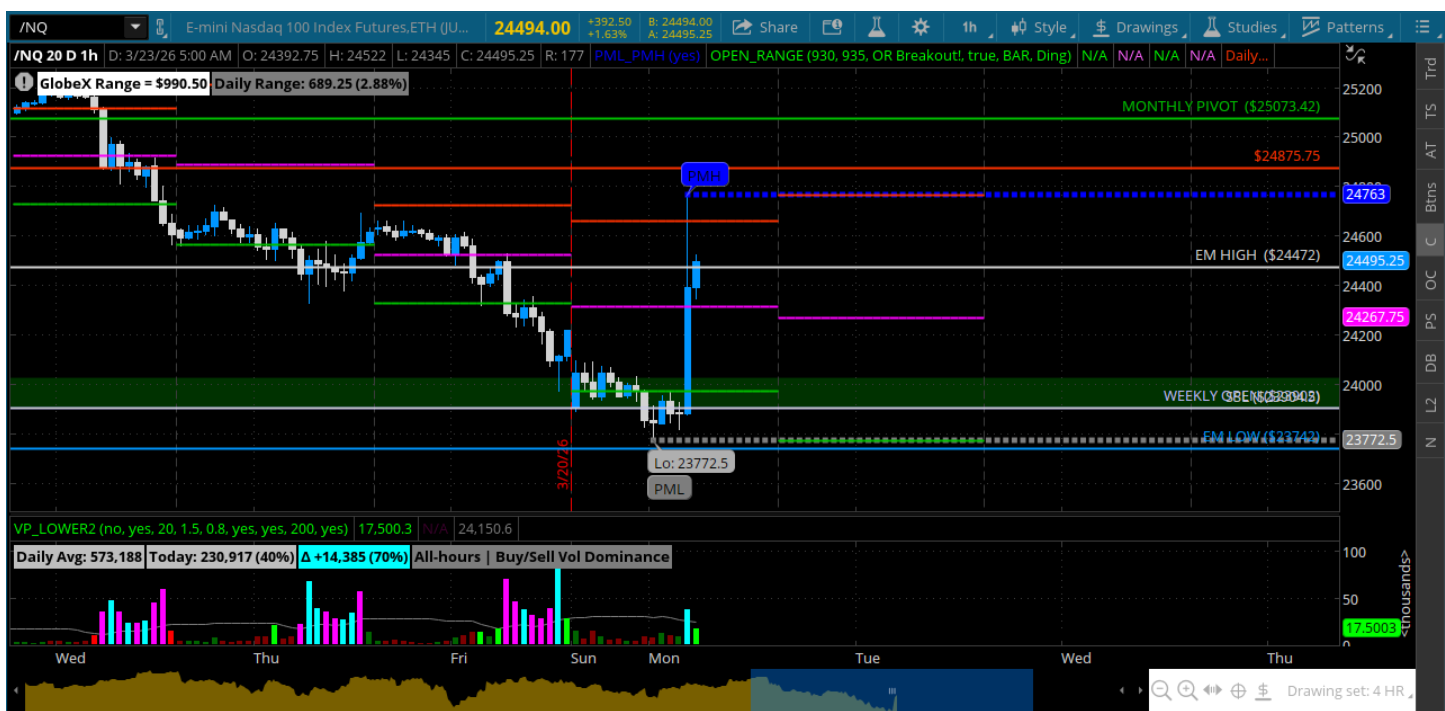 /NQ E-mini Nasdaq 100 Index Futures,ETH (JU... 24494.00 +392.50 +1.63% B: 24494.00 A: 24495.25 Share 1h Style $ Drawings Studies Patterns
/NQ 20 D 1h D: 3/23/26 5:00 AM O: 24392.75 H: 24522 L: 24345 C: 24495.25 R: 177 PML_PMH (yes) OPEN_RANGE (930, 935, OR Breakout!, true, BAR, Ding) N/A N/A N/A N/A Daily...
GlobeX Range = $990.50 Daily Range: 689.25 (2.88%)
25200
MONTHLY PIVOT ($25073.42)
25000
$24875.75
PMH
24763
24600
EM HIGH ($24472)
24495.25
24400
24267.75
24200
24000
WEEKLY OPEN
EM LOW ($23742)
23772.5
Lo: 23772.5
PML
23600
3/20/26
Trd
TS
AT
Btns
C
OC
PS
DB
L2
N
VP_LOWER2 (no, yes, 20, 1.5, 0.8, yes, yes, 200, yes) 17,500.3 N/A 24,150.6
Daily Avg: 573,188 Today: 230,917 (40%) Δ +14,385 (70%) All-hours | Buy/Sell Vol Dominance
100
50
17.5003
0
<thousands>
Wed Thu Fri Sun Mon Tue Wed Thu
$ Drawing set: 4 HR